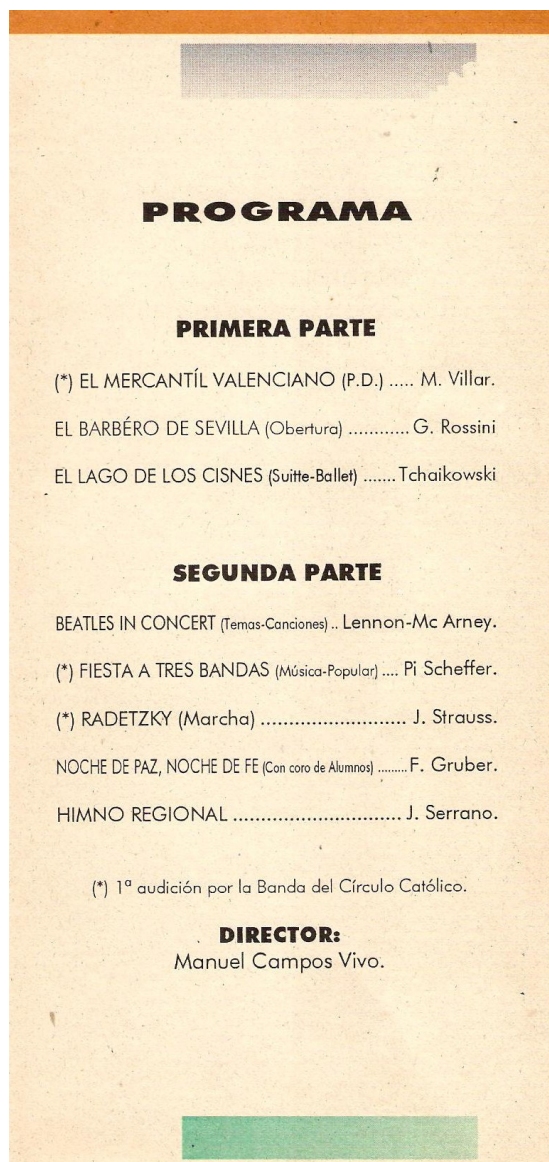 PROGRAMA
PRIMERA PARTE
(*) EL MERCANTÍL VALENCIANO (P.D.) ..... M. Villar.
EL BARBÉRO DE SEVILLA (Obertura) ............ G. Rossini
EL LAGO DE LOS CISNES (Suitte-Ballet) ....... Tchaikowski
SEGUNDA PARTE
BEATLES IN CONCERT (Temas-Canciones) .. Lennon-Mc Arney.
(*) FIESTA A TRES BANDAS (Música-Popular) .... Pi Scheffer.
(*) RADETZKY (Marcha) .......................... J. Strauss.
NOCHE DE PAZ, NOCHE DE FE (Con coro de Alumnos) ......... F. Gruber.
HIMNO REGIONAL .............................. J. Serrano.
(*) 1ª audición por la Banda del Círculo Católico.
DIRECTOR:
Manuel Campos Vivo.